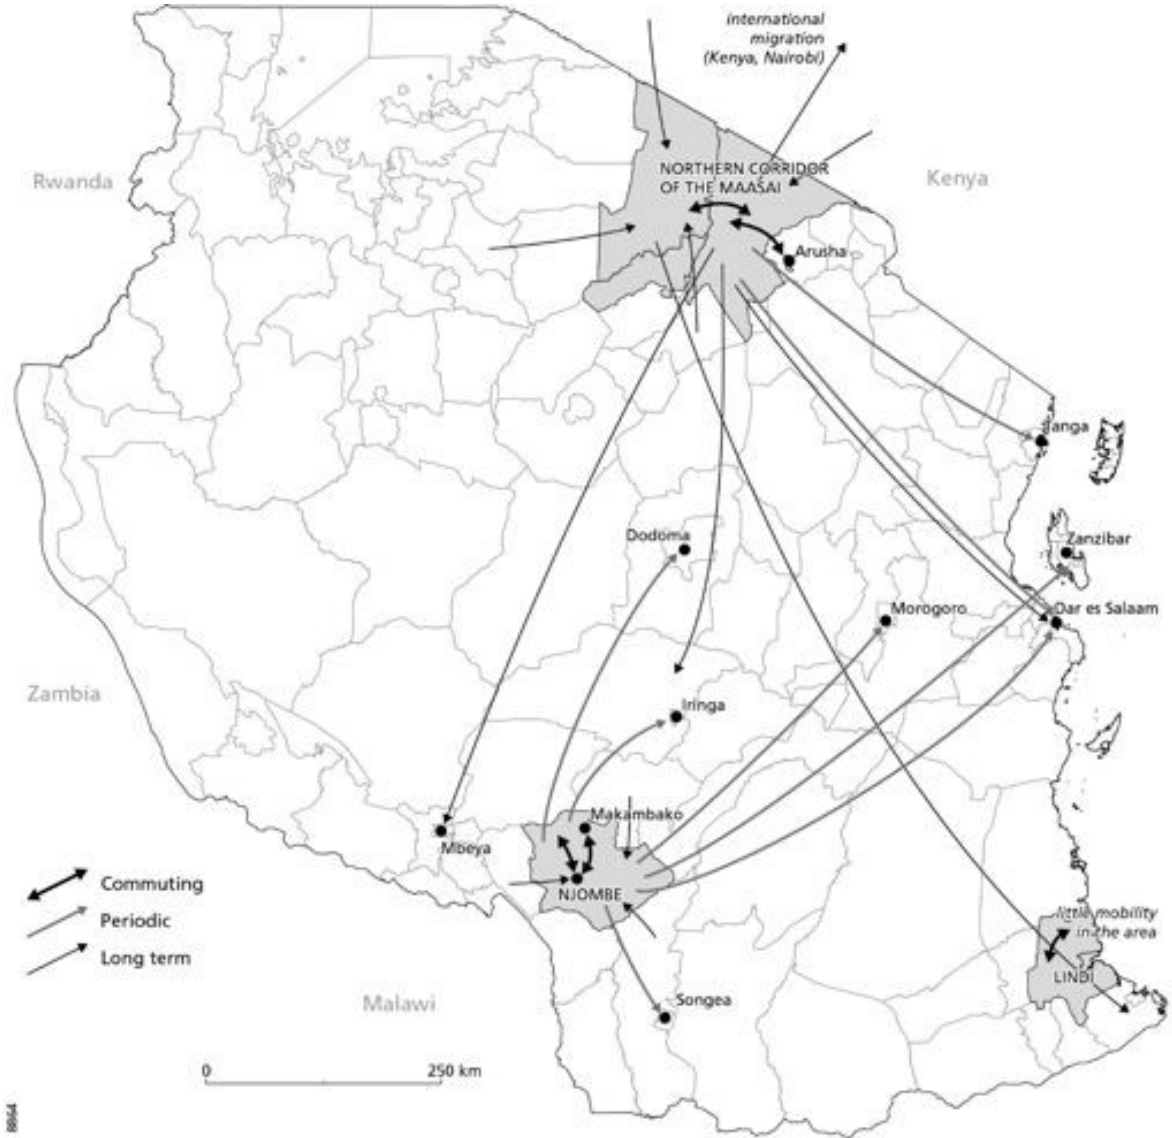 international
migration
(Kenya, Nairobi)
Rwanda
NORTHERN CORRIDOR
OF THE MAASAI
Kenya
Arusha
Tanga
Dodoma
Zanzibar
Morogoro
Dar es Salaam
Zambia
Iringa
Makambako
Mbeya
Commuting
NJOMBE
Periodic
little mobility
in the area
Long term
LINDI
Malawi
Songea
0
250 km
8864